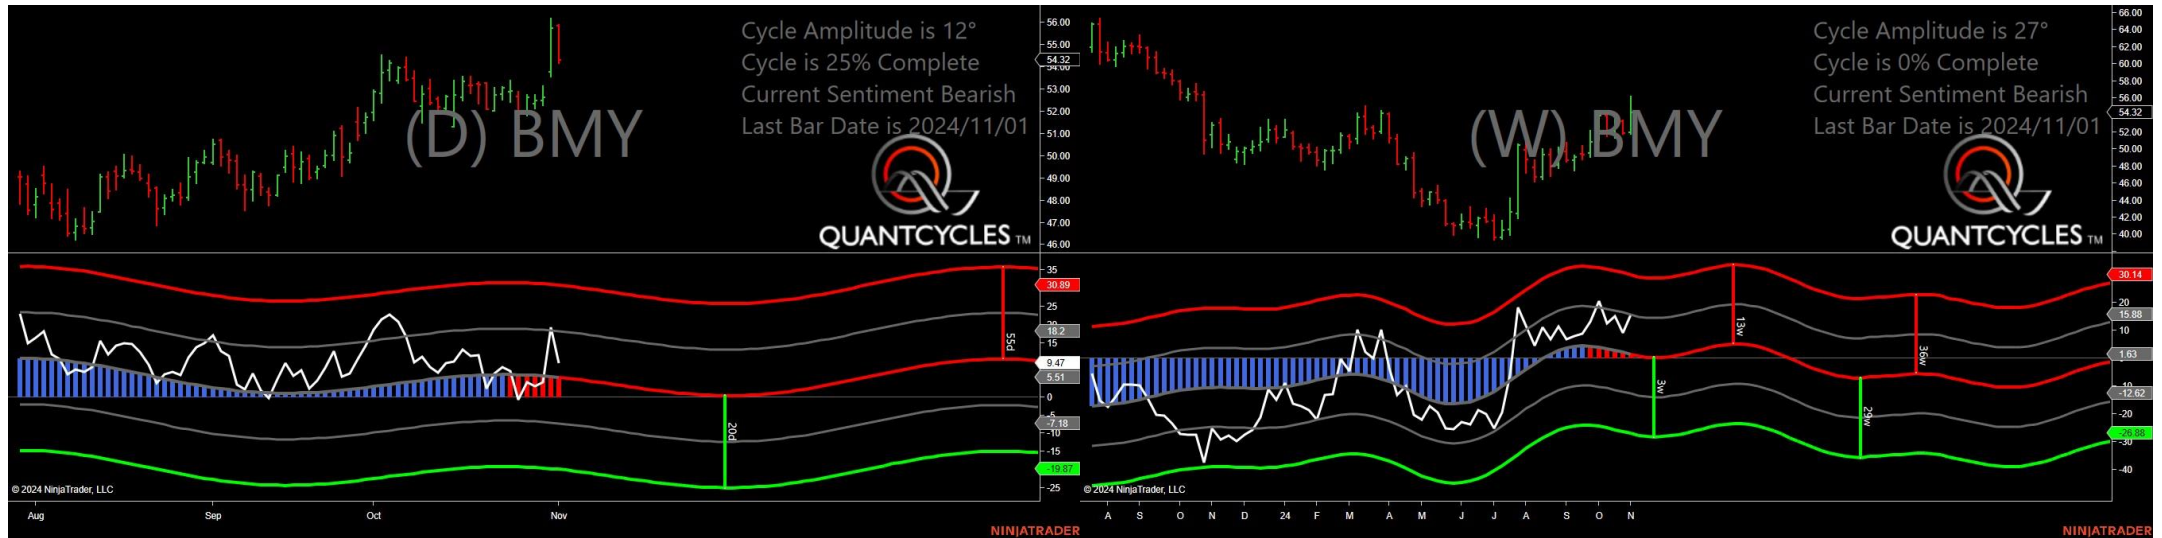 Cycle Amplitude is 12°
Cycle is 25% Complete
Current Sentiment Bearish
Last Bar Date is 2024/11/01
(D) BMY
QUANTCYCLES TM
56.00
55.00
54.32
54.00
53.00
52.00
51.00
50.00
49.00
48.00
47.00
46.00
35
30.89
25
18.2
15
9.47
5.51
0
-5
-7.18
-10
-15
-19.87
-25
55d
20d
© 2024 NinjaTrader, LLC
Aug Sep Oct Nov
NINJATRADER
Cycle Amplitude is 27°
Cycle is 0% Complete
Current Sentiment Bearish
Last Bar Date is 2024/11/01
(W) BMY
QUANTCYCLES TM
66.00
64.00
62.00
60.00
58.00
56.00
54.32
52.00
50.00
48.00
46.00
44.00
42.00
40.00
30.14
20
15.88
10
1.63
-10
-12.62
-20
-26.88
-30
-40
13w
3w
36w
29w
© 2024 NinjaTrader, LLC
A S O N D 24 F M A M J J A S O N
NINJATRADER